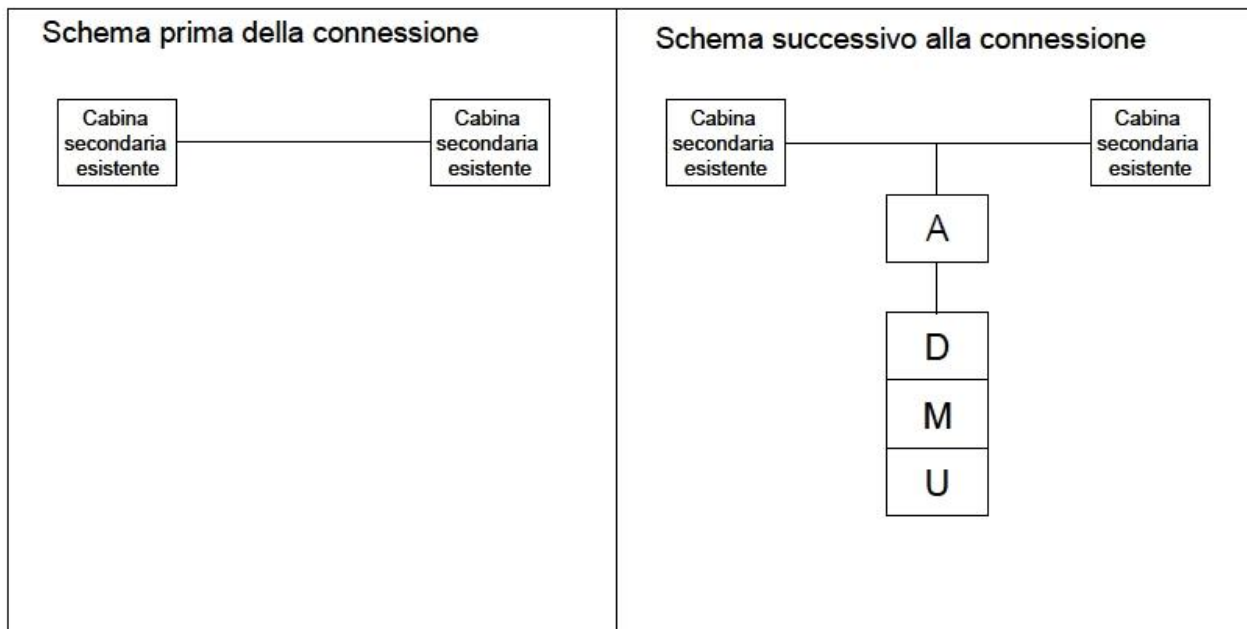 Schema prima della connessione
Cabina
secondaria
esistente
Cabina
secondaria
esistente
Schema successivo alla connessione
Cabina
secondaria
esistente
Cabina
secondaria
esistente
A
D
M
U